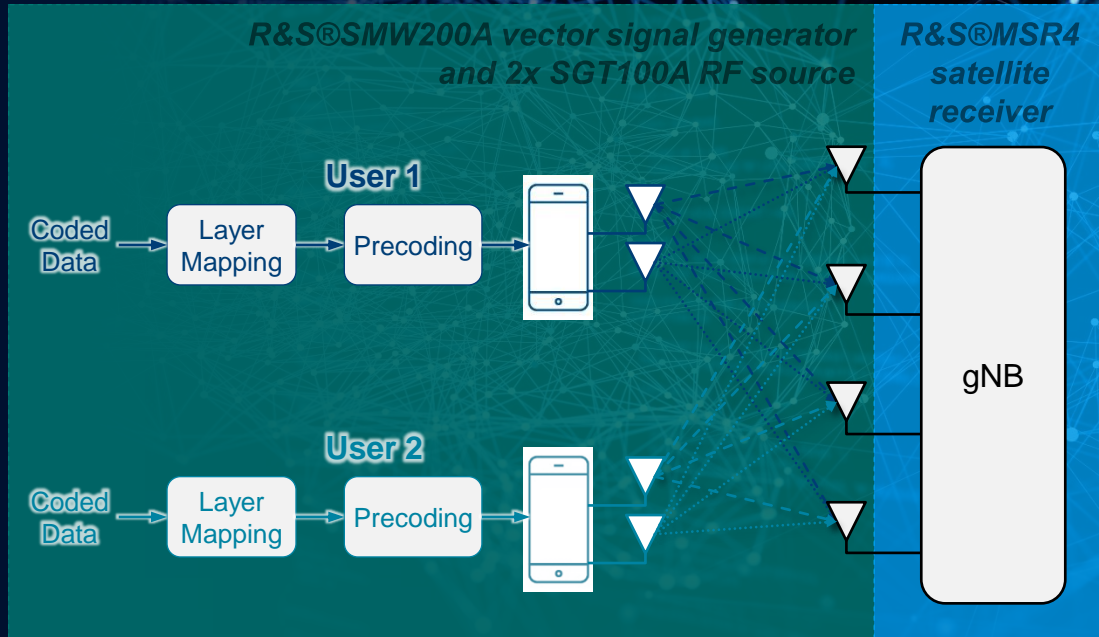 R&S®SMW200A vector signal generator
and 2x SGT100A RF source
R&S®MSR4
satellite
receiver
User 1
Coded
Data
Layer
Mapping
Precoding
gNB
User 2
Coded
Data
Layer
Mapping
Precoding